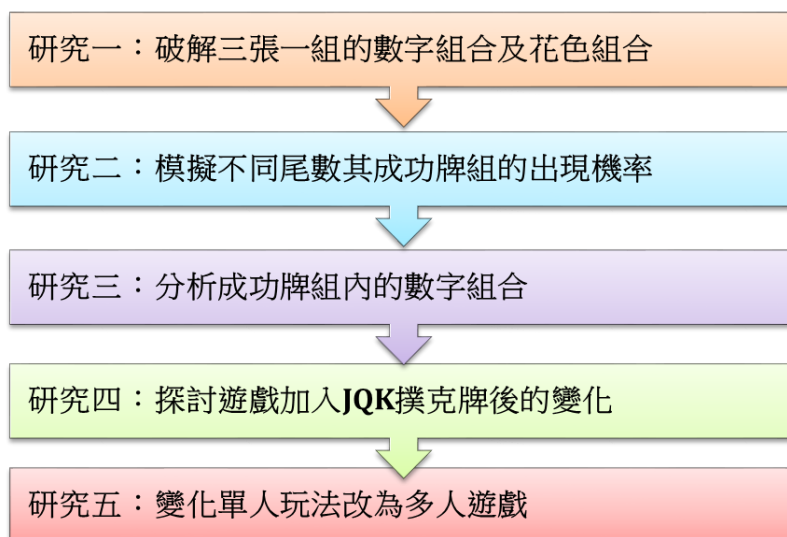 研究一：破解三張一組的數字組合及花色組合
研究二：模擬不同尾數其成功牌組的出現機率
研究三：分析成功牌組內的數字組合
研究四：探討遊戲加入JQK撲克牌後的變化
研究五：變化單人玩法改為多人遊戲